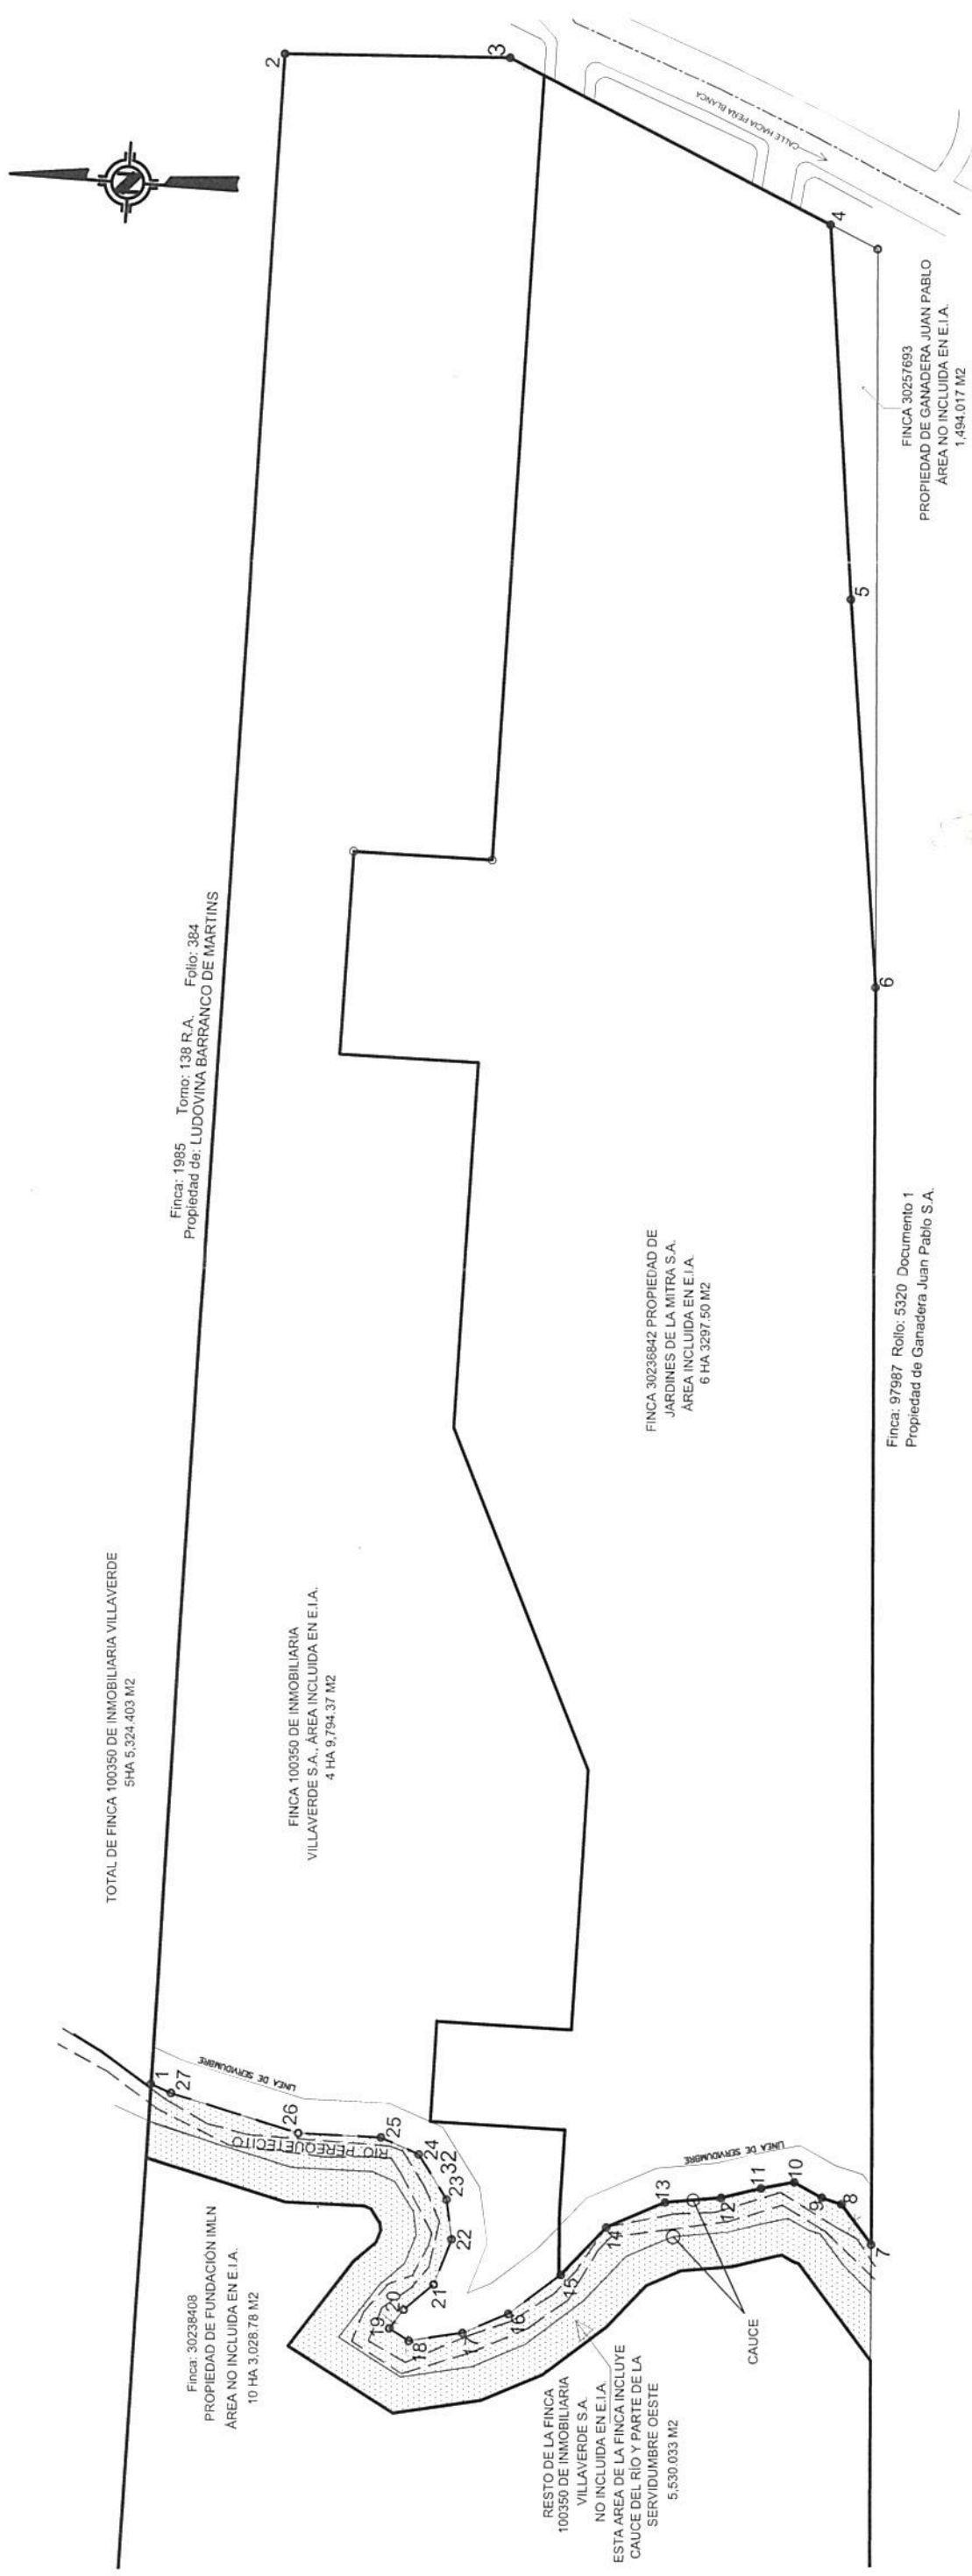 TOTAL DE FINCA 100350 DE INMOBILIARIA VILLAVERDE
5HA 5,324.403 M2
Finca: 1985 Tomo: 138 R.A. Folio: 384
Propiedad de: LUDOVINA BARRANCO DE MARTINS
N
Finca: 30238408
PROPIEDAD DE FUNDACIÓN IMLN
ÁREA NO INCLUIDA EN E.I.A.
10 HA 3,028.78 M2
FINCA 100350 DE INMOBILIARIA
VILLAVERDE S.A., ÁREA INCLUIDA EN E.I.A.
4 HA 9,794.37 M2
LINEA DE SERVIDUMBRE
RIO PEREQUETECITO
1
27
26
25
24
32
23
22
21
20
19
18
17
16
15
14
13
12
11
10
9
8
7
6
5
4
3
2
CALLE HACIA PEÑA BLANCA
LINEA DE SERVIDUMBRE
FINCA 30236842 PROPIEDAD DE
JARDINES DE LA MITRA S.A.
ÁREA INCLUIDA EN E.I.A.
6 HA 3297.50 M2
RESTO DE LA FINCA
100350 DE INMOBILIARIA
VILLAVERDE S.A.
NO INCLUIDA EN E.I.A.
ESTA AREA DE LA FINCA INCLUYE
CAUCE DEL RÍO Y PARTE DE LA
SERVIDUMBRE OESTE
5,530.033 M2
CAUCE
Finca: 97987 Rollo: 5320 Documento 1
Propiedad de Ganadera Juan Pablo S.A.
FINCA 30257693
PROPIEDAD DE GANADERA JUAN PABLO
ÁREA NO INCLUIDA EN E.I.A.
1,494.017 M2